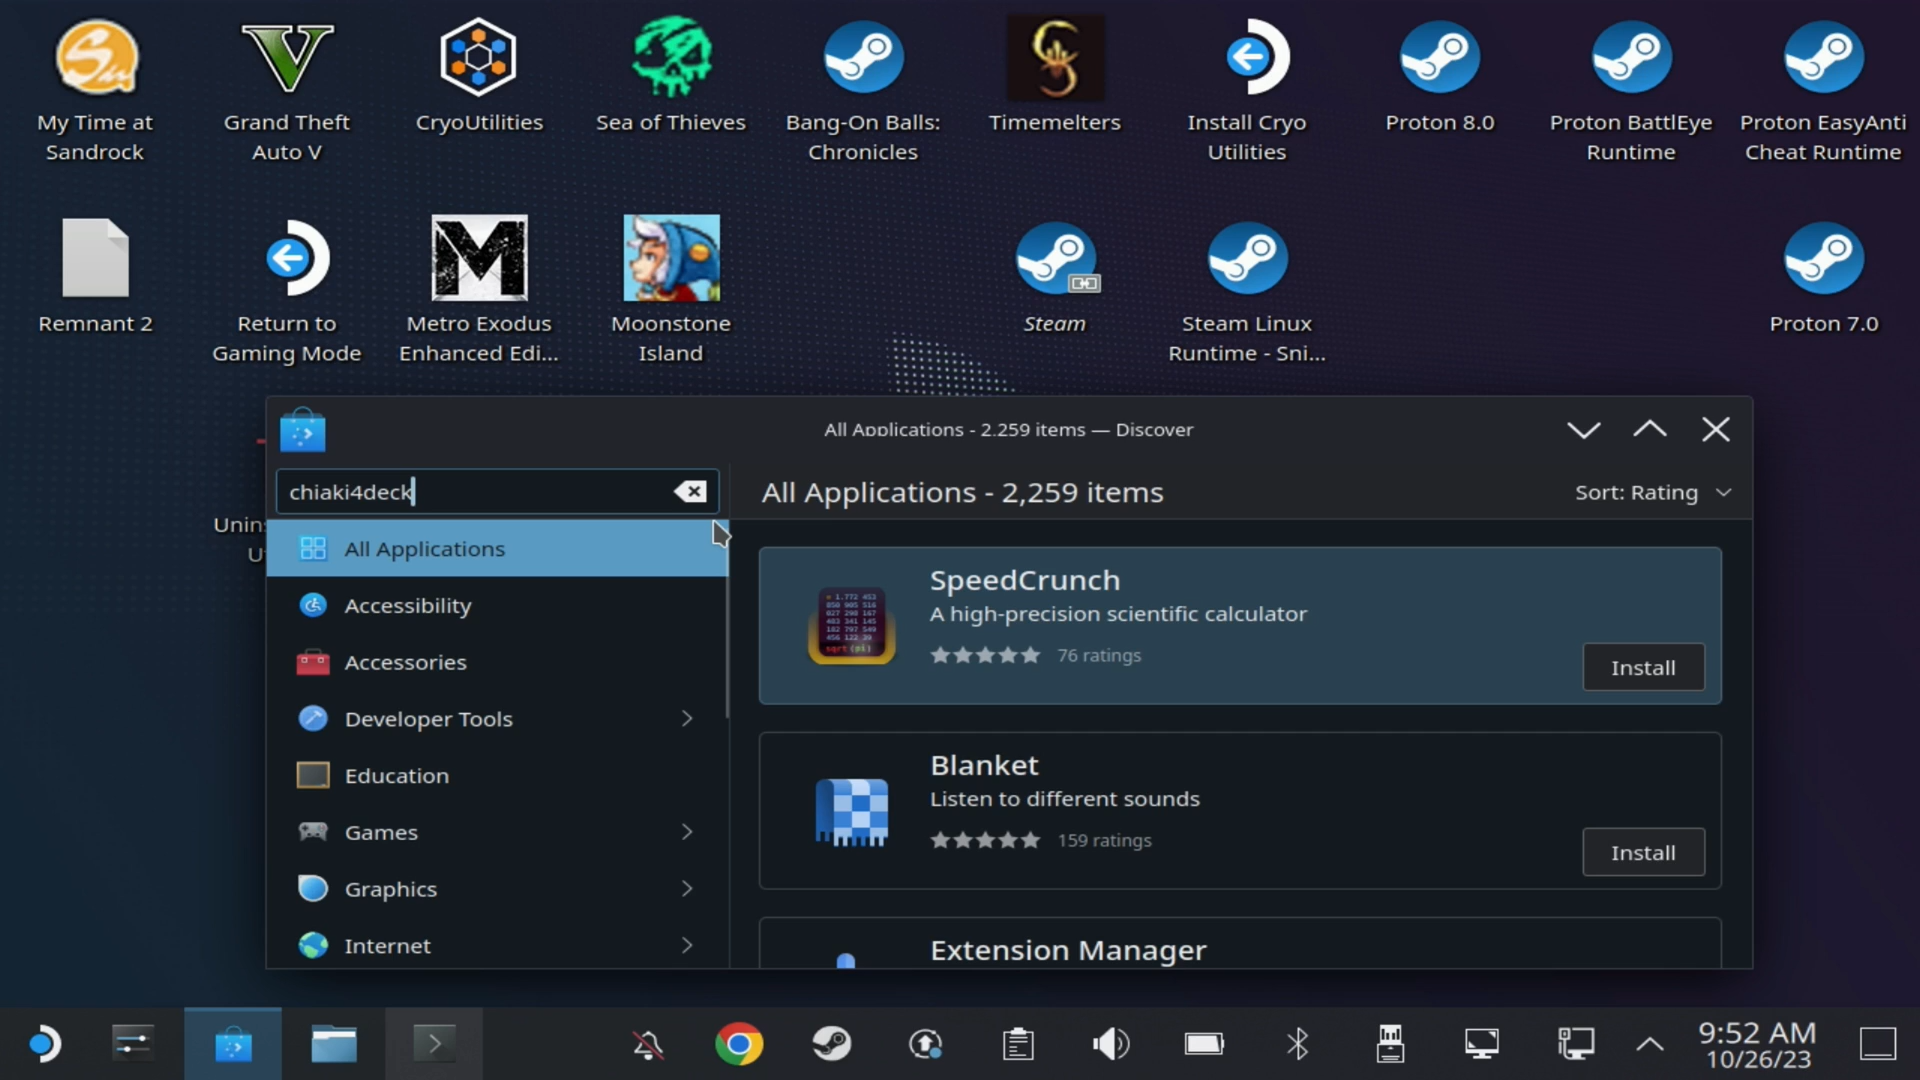 My Time at
Sandrock
Grand Theft
Auto V
CryoUtilities
Sea of Thieves
Bang-On Balls:
Chronicles
Timemelters
Install Cryo
Utilities
Proton 8.0
Proton BattlEye
Runtime
Proton EasyAnti
Cheat Runtime
Remnant 2
Return to
Gaming Mode
Metro Exodus
Enhanced Edi...
Moonstone
Island
Steam
Steam Linux
Runtime - Sni...
Proton 7.0
Unins
U
All Applications - 2,259 items — Discover
chiaki4deck
All Applications - 2,259 items
Sort: Rating
All Applications
Accessibility
Accessories
Developer Tools
Education
Games
Graphics
Internet
SpeedCrunch
A high-precision scientific calculator
76 ratings
Install
Blanket
Listen to different sounds
159 ratings
Install
Extension Manager
9:52 AM
10/26/23